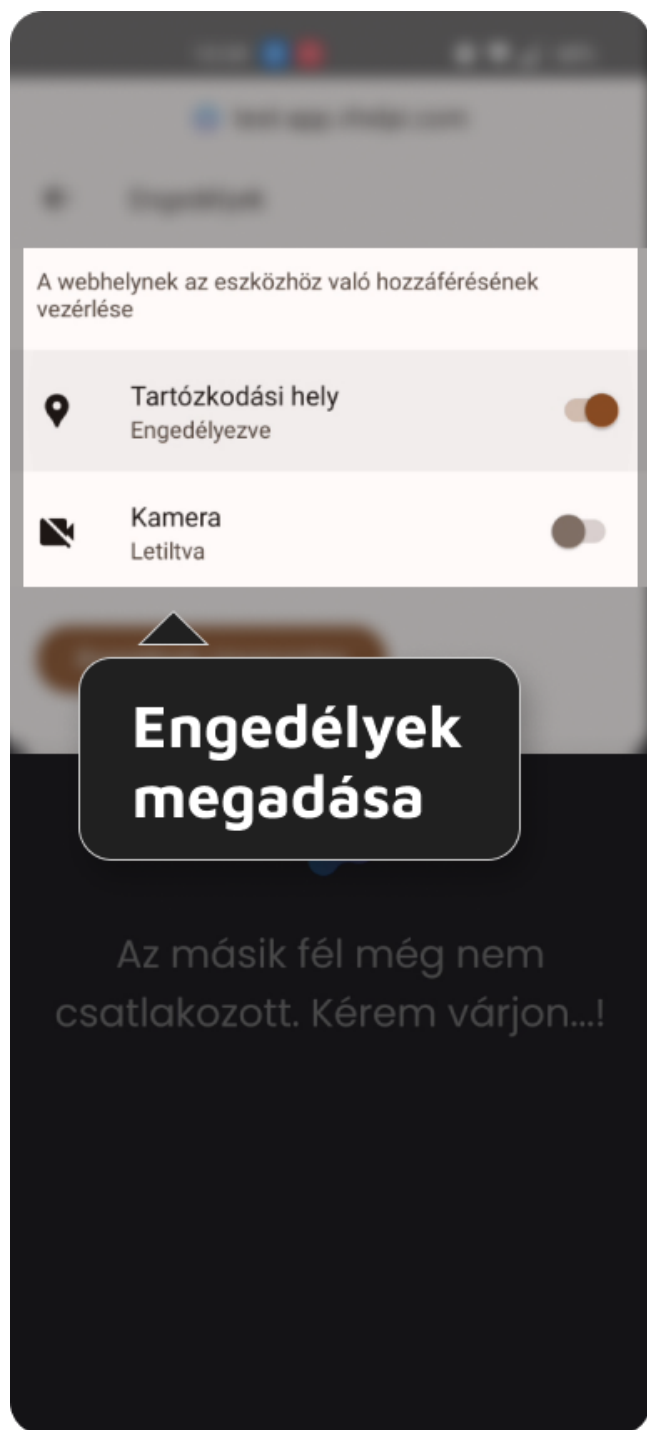 Engedélyek
A webhelynek az eszközhöz való hozzáférésének
vezérlése
Tartózkodási hely
Engedélyezve
Kamera
Letiltva
Engedélyek
megadása
Az másik fél még nem
csatlakozott. Kérem várjon...!